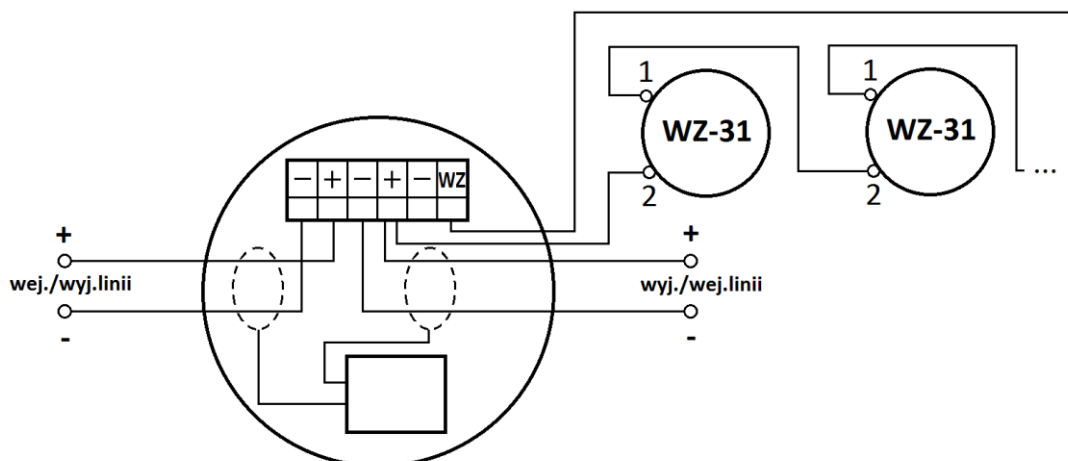 1
1
WZ-31
WZ-31
2
2
...
− + − + − WZ
+
wej./wyj.linii
-
+
wyj./wej.linii
-